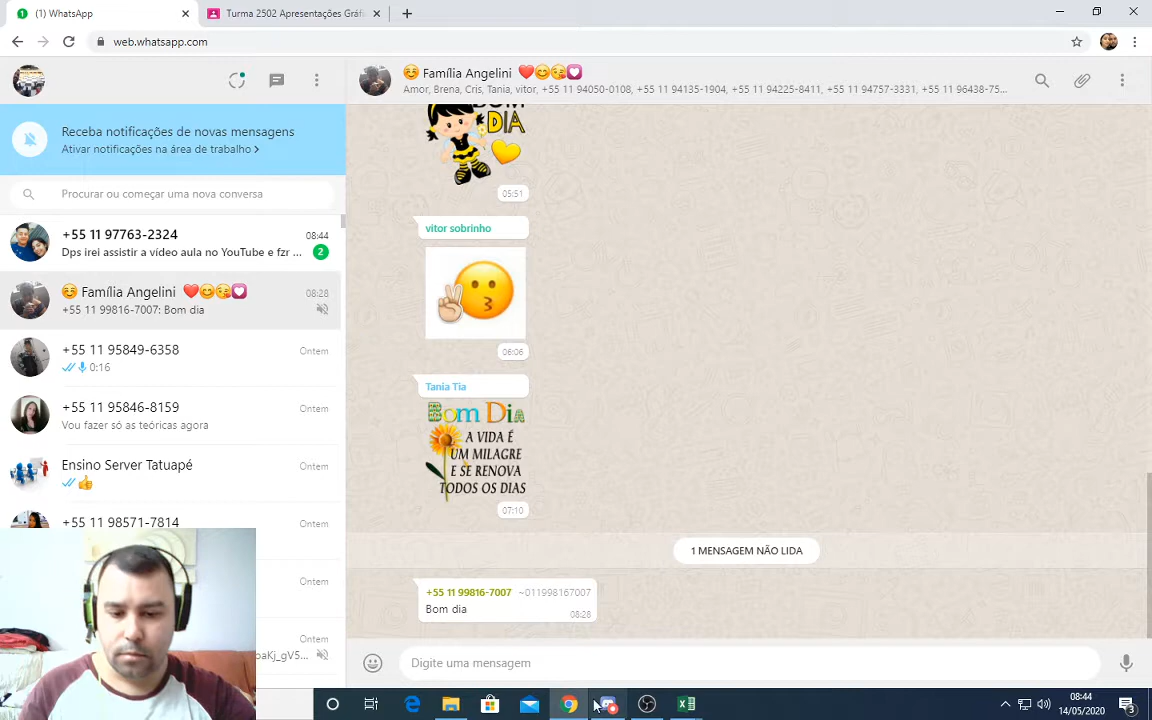 (1) WhatsApp
Turma 2502 Apresentações Gráf
web.whatsapp.com
Família Angelini
Amor, Brena, Cris, Tania, vitor, +55 11 94050-0108, +55 11 94135-1904, +55 11 94225-8411, +55 11 94757-3331, +55 11 96438-75...
Receba notificações de novas mensagens
Ativar notificações na área de trabalho >
Procurar ou começar uma nova conversa
+55 11 97763-2324
08:44
Dps irei assistir a vídeo aula no YouTube e fzr ...
2
Família Angelini
08:28
+55 11 99816-7007: Bom dia
+55 11 95849-6358
Ontem
0:16
+55 11 95846-8159
Ontem
Vou fazer só as teóricas agora
Ensino Server Tatuapé
Ontem
+55 11 98571-7814
Ontem
Ontem
Ontem
oaKj_gV5...
BOM
DIA
05:51
vitor sobrinho
06:06
Tania Tia
Bom Dia
A VIDA É
UM MILAGRE
E SE RENOVA
TODOS OS DIAS
07:10
1 MENSAGEM NÃO LIDA
+55 11 99816-7007 ~011998167007
Bom dia
08:28
Digite uma mensagem
08:44
14/05/2020
3